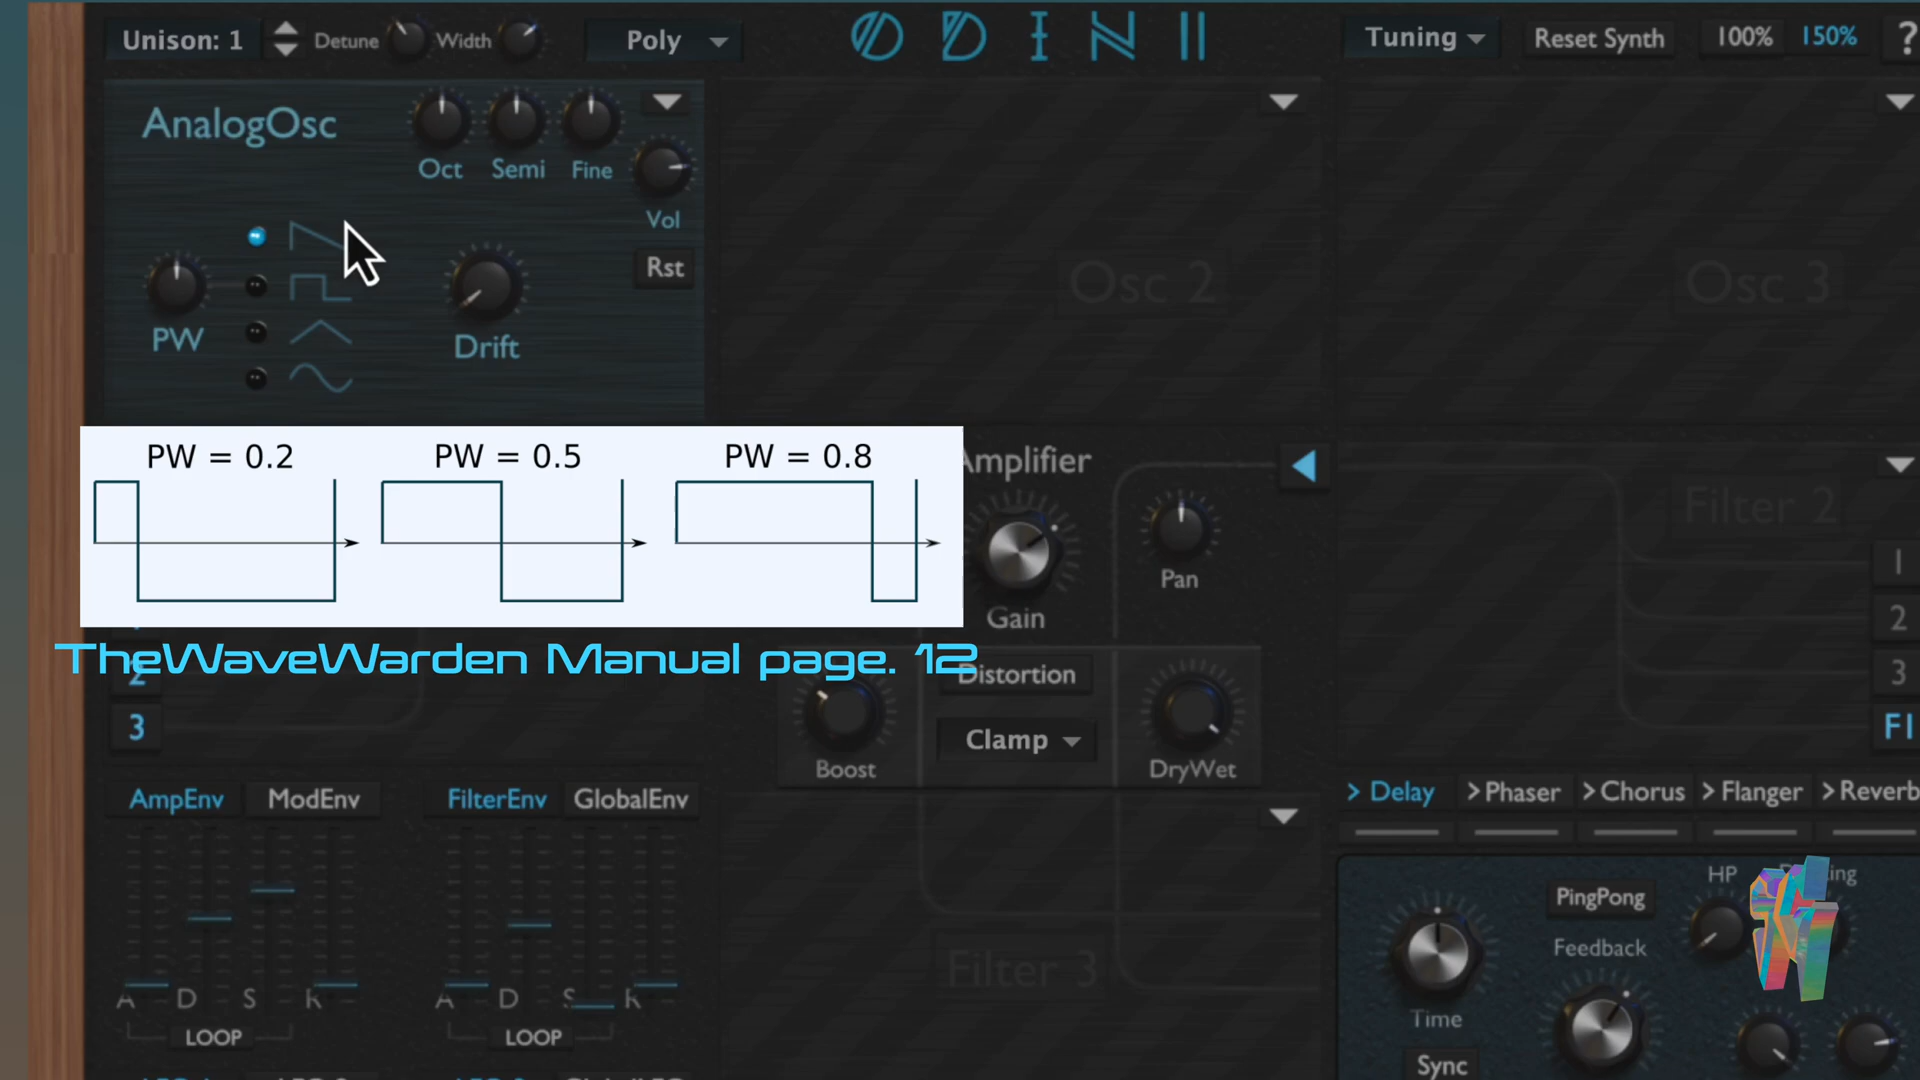 Unison: 1
Detune
Width
Poly
ODIN II
Tuning
Reset Synth
100%
150%
?
AnalogOsc
Oct
Semi
Fine
Vol
Rst
PW
Drift
Osc 2
Osc 3
PW = 0.2
PW = 0.5
PW = 0.8
Amplifier
Gain
Pan
Filter 2
1
2
3
F1
TheWaveWarden Manual page. 12
2
3
Distortion
Clamp
Boost
DryWet
AmpEnv
ModEnv
FilterEnv
GlobalEnv
> Delay
>Phaser
>Chorus
>Flanger
>Reverb
A D S R
LOOP
A D S R
LOOP
Filter 3
PingPong
HP
Feedback
Time
Sync